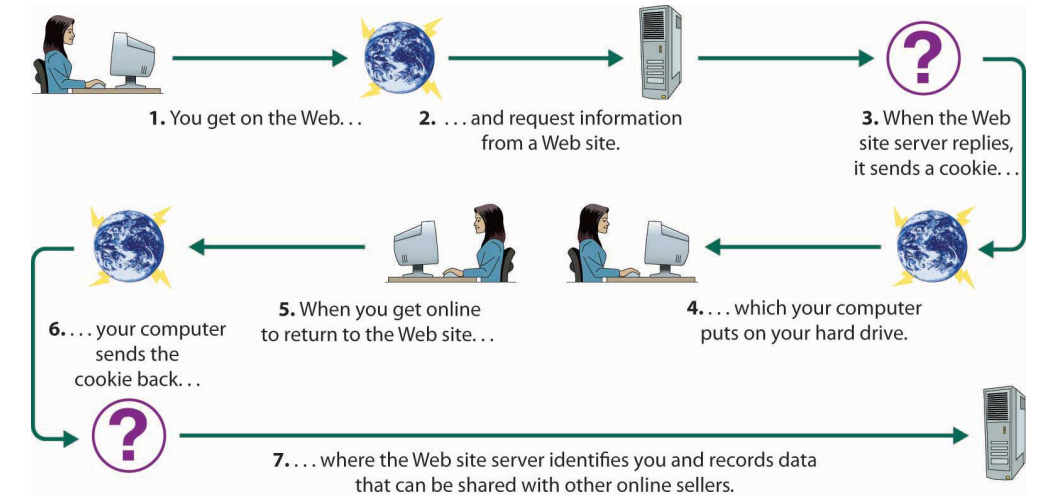 1. You get on the Web. . .
2. . . . and request information
from a Web site.
?
3. When the Web
site server replies,
it sends a cookie. . .
4. . . . which your computer
puts on your hard drive.
5. When you get online
to return to the Web site. . .
6. . . . your computer
sends the
cookie back. . .
?
7. . . . where the Web site server identifies you and records data
that can be shared with other online sellers.